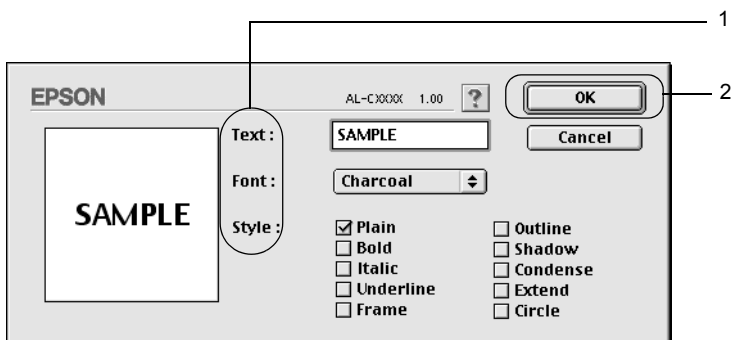 1
EPSON
AL-CXXXX 1.00
?
OK
2
Text :
SAMPLE
Cancel
Font :
Charcoal
SAMPLE
Style :
Plain
Outline
Bold
Shadow
Italic
Condense
Underline
Extend
Frame
Circle